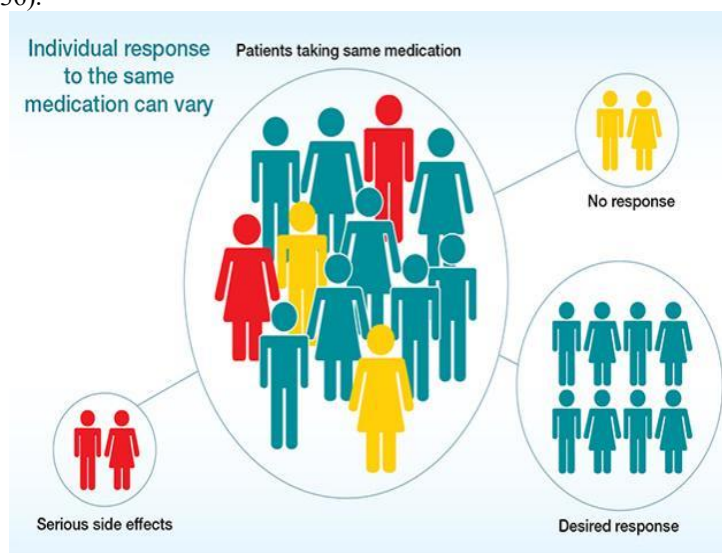 30).
Individual response
to the same
medication can vary
Patients taking same medication
No response
Serious side effects
Desired response